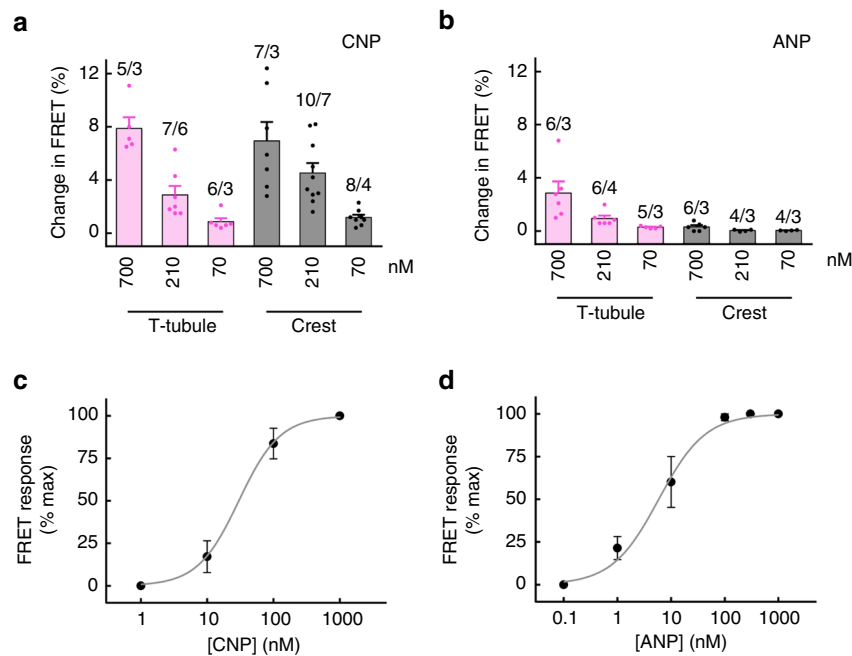 a
CNP
Change in FRET (%)
12
8
4
0
5/3
7/6
6/3
7/3
10/7
8/4
700
210
70
700
210
70
nM
T-tubule
Crest
b
ANP
Change in FRET (%)
12
8
4
0
6/3
6/4
5/3
6/3
4/3
4/3
700
210
70
700
210
70
nM
T-tubule
Crest
c
FRET response
(% max)
100
75
50
25
0
1
10
100
1000
[CNP] (nM)
d
FRET response
(% max)
100
75
50
25
0
0.1
1
10
100
1000
[ANP] (nM)